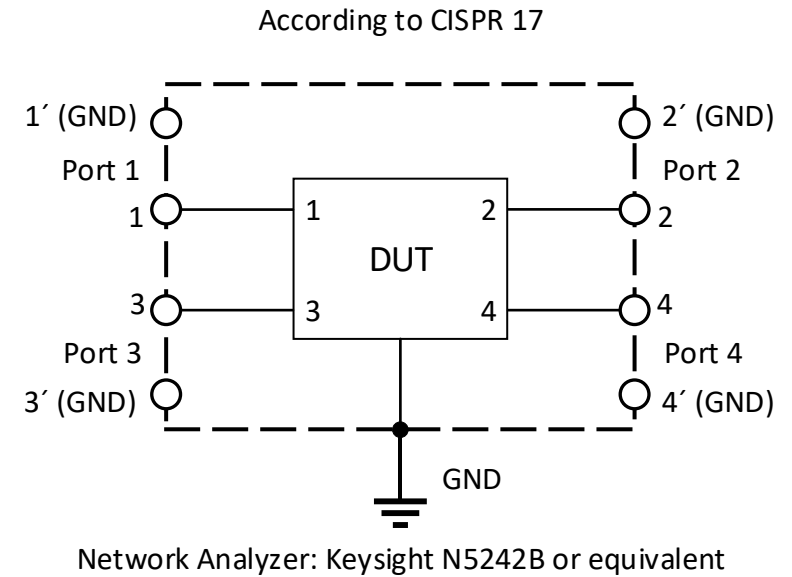 According to CISPR 17
1´ (GND)
2´ (GND)
Port 1
Port 2
1
1
2
2
DUT
3
3
4
4
Port 3
Port 4
3´ (GND)
4´ (GND)
GND
Network Analyzer: Keysight N5242B or equivalent